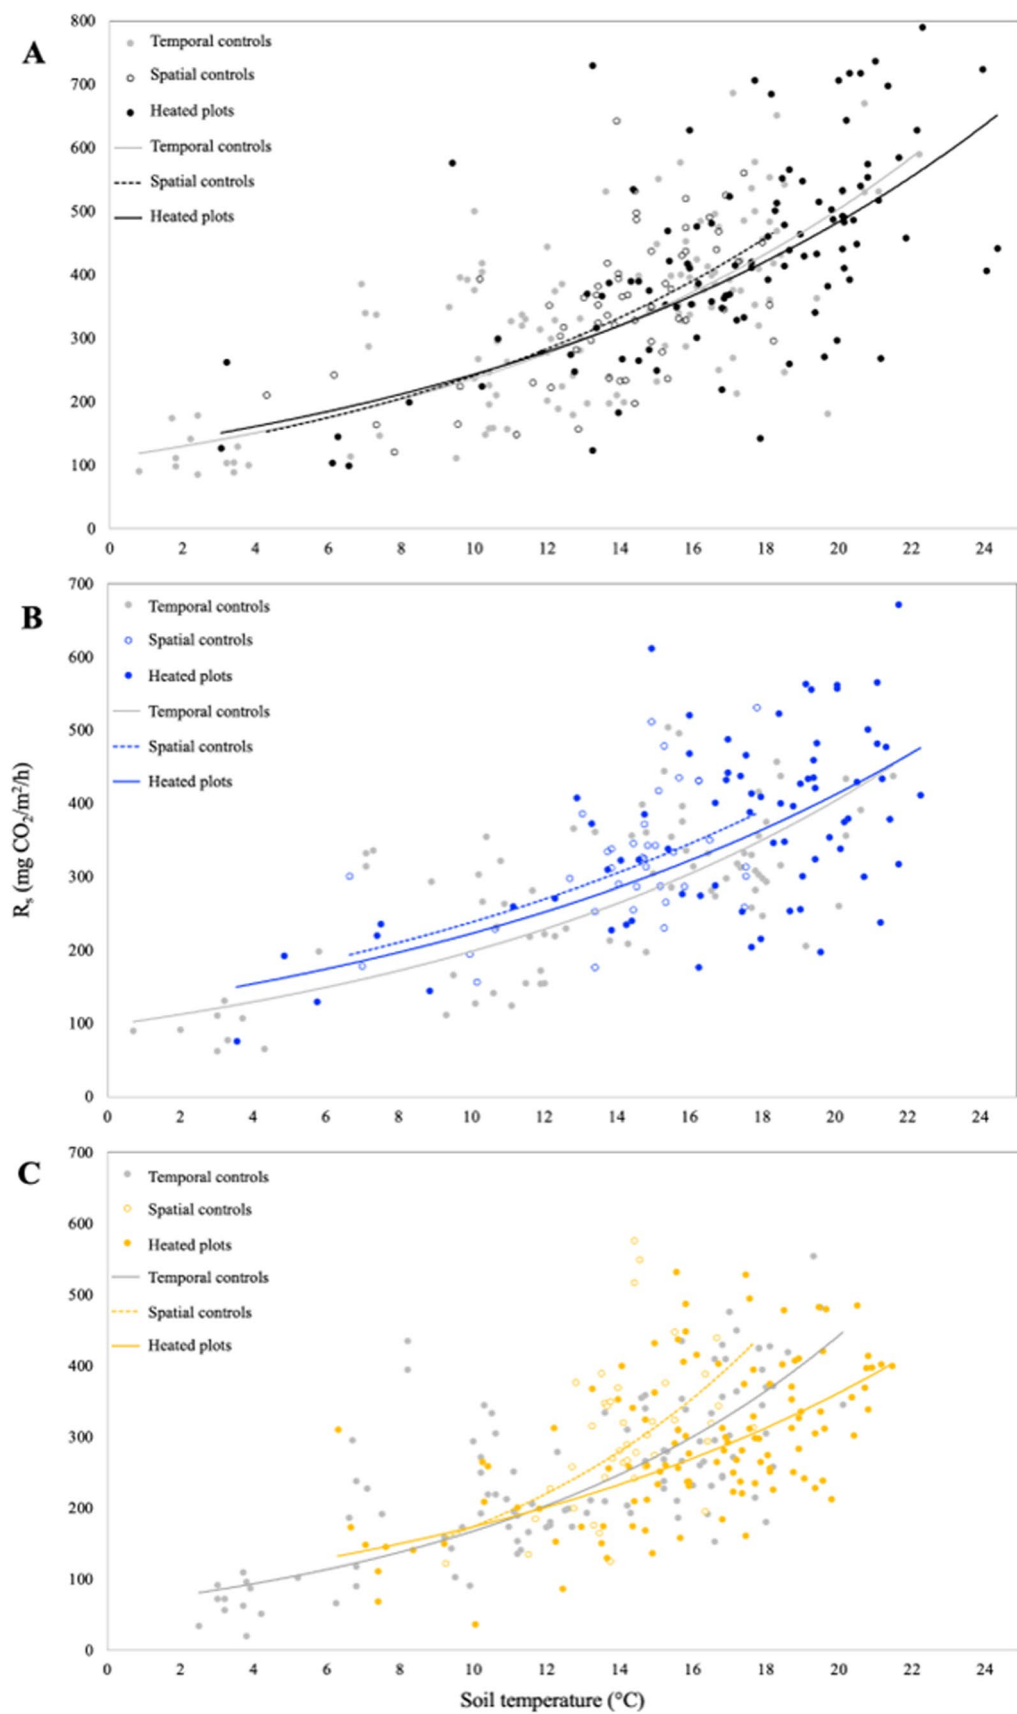 A
800
700
600
500
400
300
200
100
0
Temporal controls
Spatial controls
Heated plots
Temporal controls
Spatial controls
Heated plots
0 2 4 6 8 10 12 14 16 18 20 22 24
B
700
600
500
400
300
200
100
0
Temporal controls
Spatial controls
Heated plots
Temporal controls
Spatial controls
Heated plots
0 2 4 6 8 10 12 14 16 18 20 22 24
Rs (mg CO2/m2/h)
C
700
600
500
400
300
200
100
0
Temporal controls
Spatial controls
Heated plots
Temporal controls
Spatial controls
Heated plots
0 2 4 6 8 10 12 14 16 18 20 22 24
Soil temperature (°C)